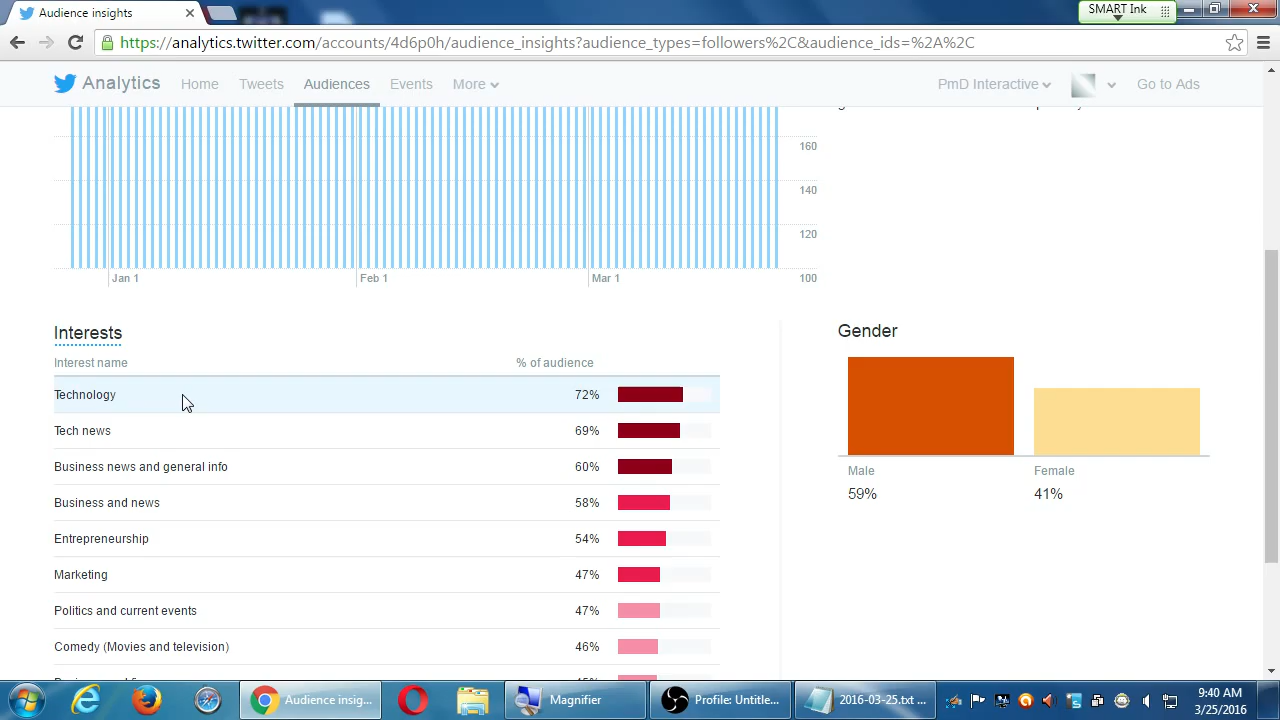 Audience insights
SMART Ink
https://analytics.twitter.com/accounts/4d6p0h/audience_insights?audience_types=followers%2C&audience_ids=%2A%2C
Analytics Home Tweets Audiences Events More PmD Interactive Go to Ads
160
140
120
100
Jan 1 Feb 1 Mar 1
Interests
Interest name % of audience
Technology 72%
Tech news 69%
Business news and general info 60%
Business and news 58%
Entrepreneurship 54%
Marketing 47%
Politics and current events 47%
Comedy (Movies and television) 46%
Gender
Male Female
59% 41%
Audience insig...
Magnifier
Profile: Untitle...
2016-03-25.txt ...
9:40 AM
3/25/2016